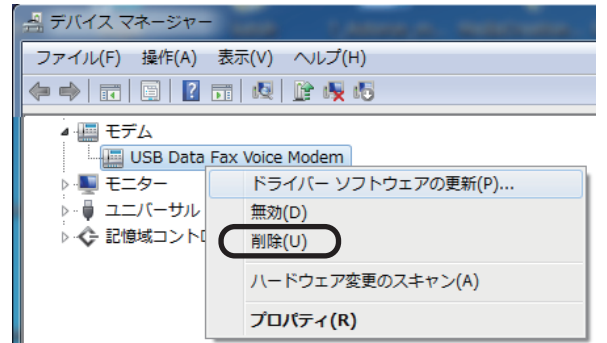 デバイス マネージャー
ファイル(F) 操作(A) 表示(V) ヘルプ(H)
モデム
USB Data Fax Voice Modem
モニター
ユニバーサル
記憶域コントロ
ドライバー ソフトウェアの更新(P)...
無効(D)
削除(U)
ハードウェア変更のスキャン(A)
プロパティ(R)